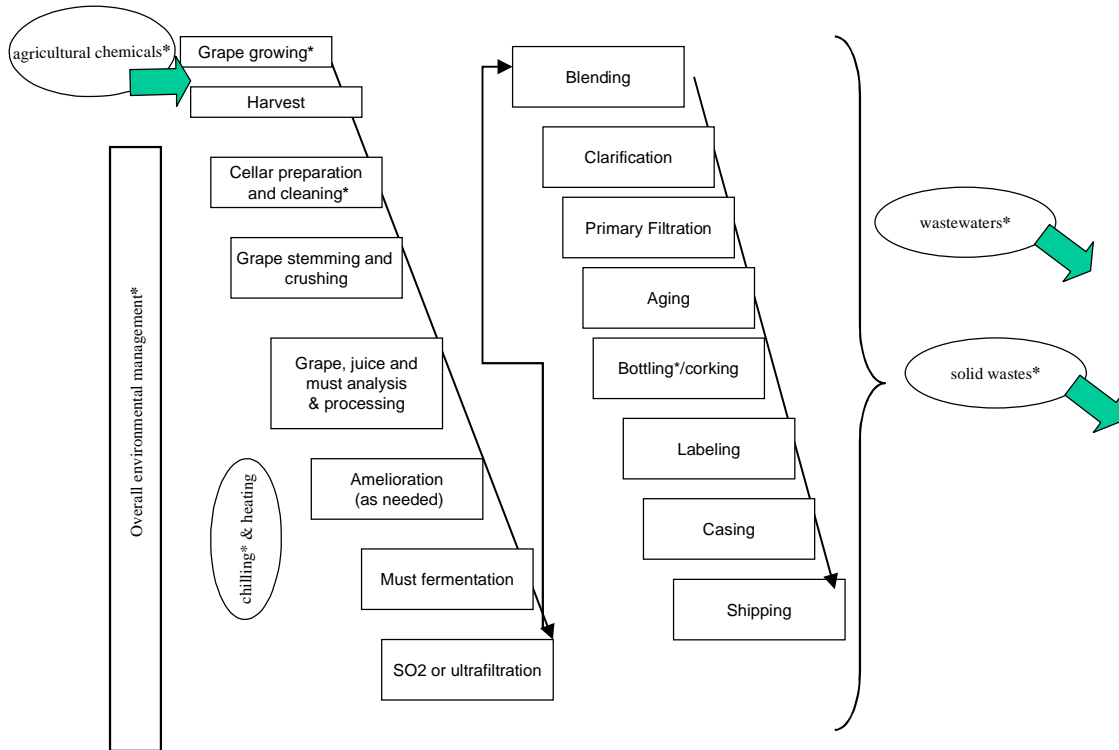 agricultural chemicals*
Grape growing*
Harvest
Overall environmental management*
Cellar preparation
and cleaning*
Grape stemming and
crushing
Grape, juice and
must analysis
& processing
chilling* & heating
Amelioration
(as needed)
Must fermentation
SO2 or ultrafiltration
Blending
Clarification
Primary Filtration
Aging
Bottling*/corking
Labeling
Casing
Shipping
wastewaters*
solid wastes*